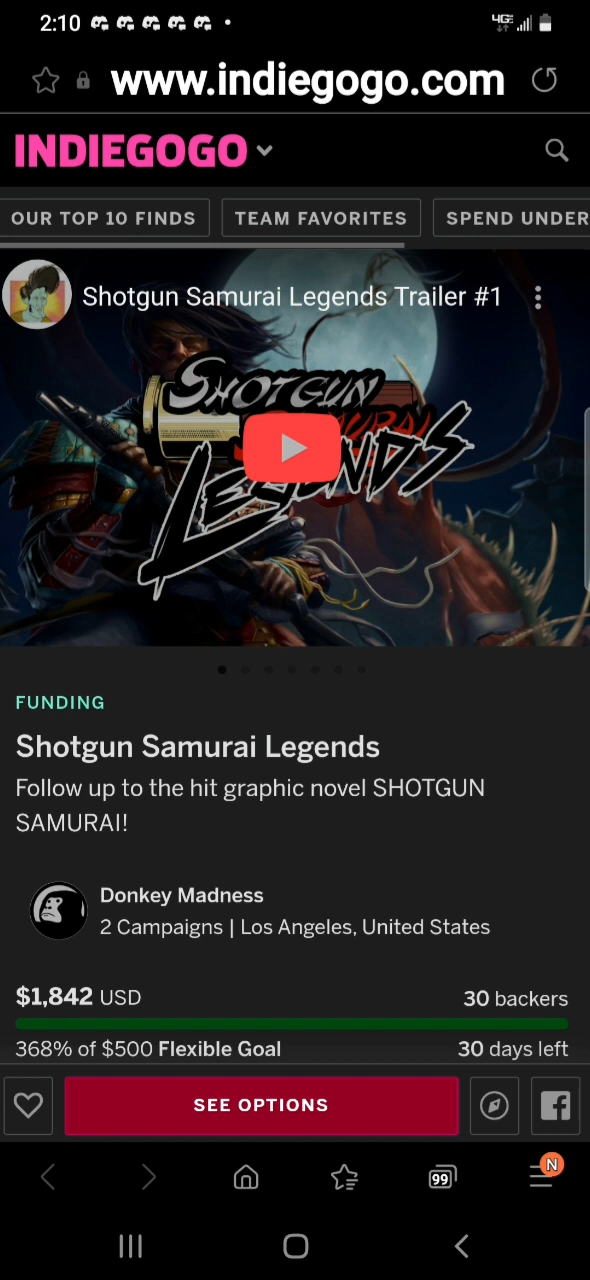 2:10
4GE
www.indiegogo.com
INDIEGOGO
OUR TOP 10 FINDS TEAM FAVORITES SPEND UNDER
Shotgun Samurai Legends Trailer #1
SHOTGUN
SAMURAI
LEGENDS
FUNDING
Shotgun Samurai Legends
Follow up to the hit graphic novel SHOTGUN
SAMURAI!
Donkey Madness
2 Campaigns | Los Angeles, United States
$1,842 USD 30 backers
368% of $500 Flexible Goal 30 days left
SEE OPTIONS
99
N